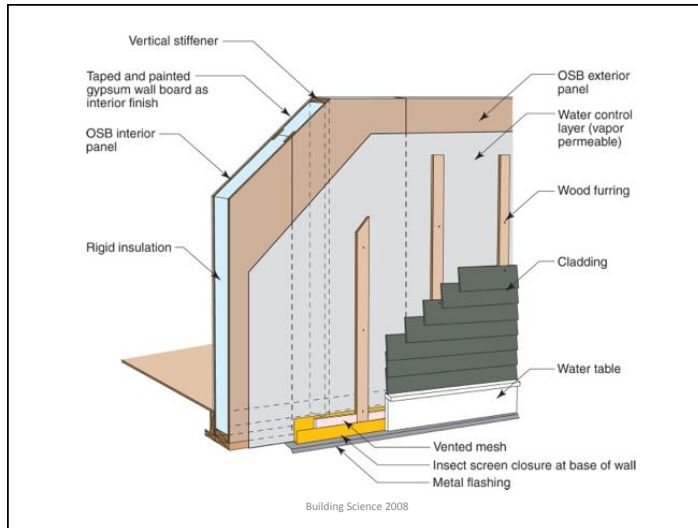 Vertical stiffener
Taped and painted
gypsum wall board as
interior finish
OSB interior
panel
Rigid insulation
OSB exterior
panel
Water control
layer (vapor
permeable)
Wood furring
Cladding
Water table
Vented mesh
Insect screen closure at base of wall
Metal flashing
Building Science 2008